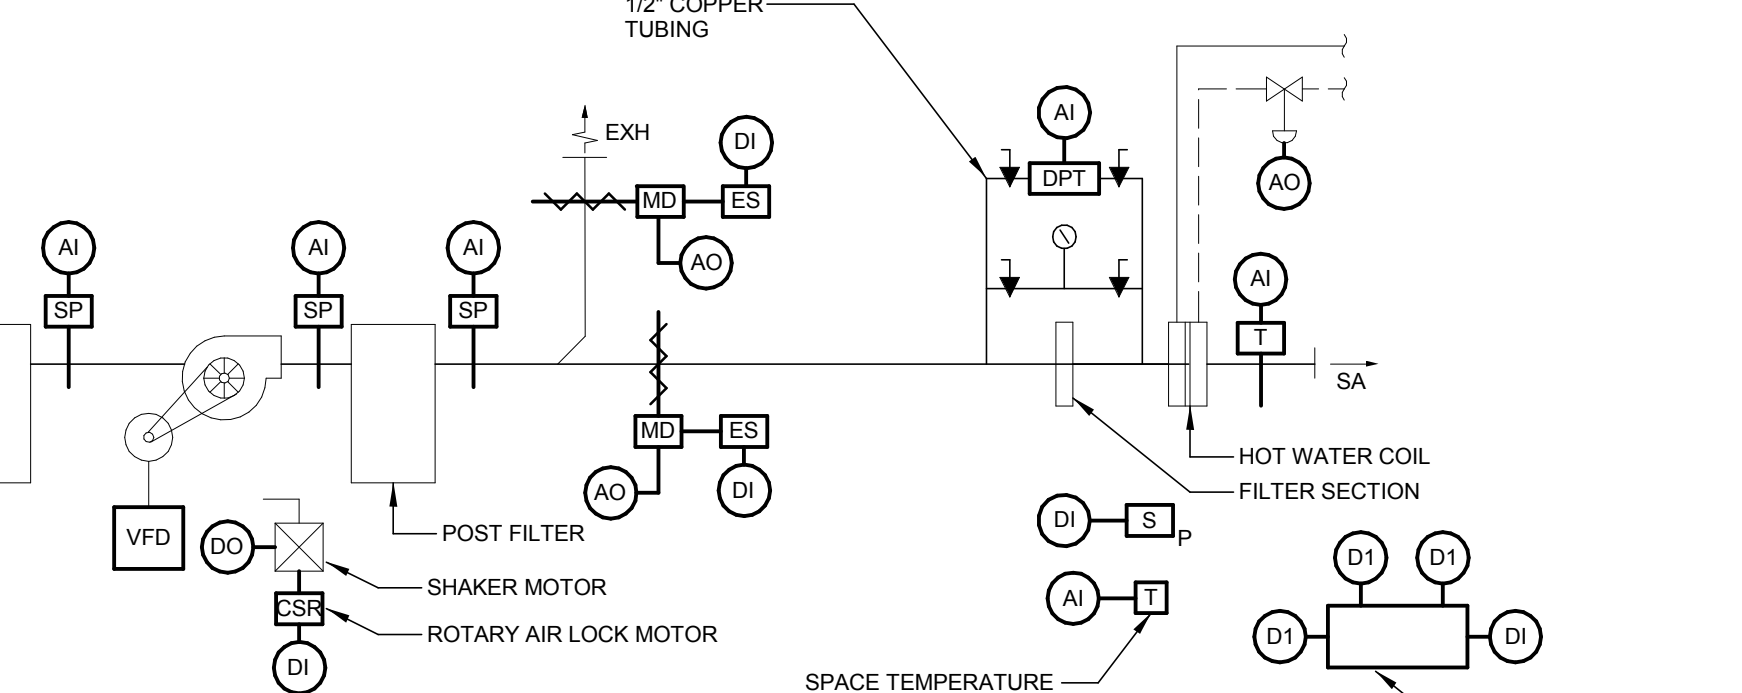 1/2" COPPER
TUBING
EXH
DI
AI
MD
ES
DPT
AO
AO
AI
AI
AI
AI
SP
SP
SP
T
SA
MD
ES
AO
DI
HOT WATER COIL
FILTER SECTION
VFD
DO
POST FILTER
DI
S
P
D1
D1
SHAKER MOTOR
CSR
AI
T
ROTARY AIR LOCK MOTOR
D1
DI
DI
SPACE TEMPERATURE